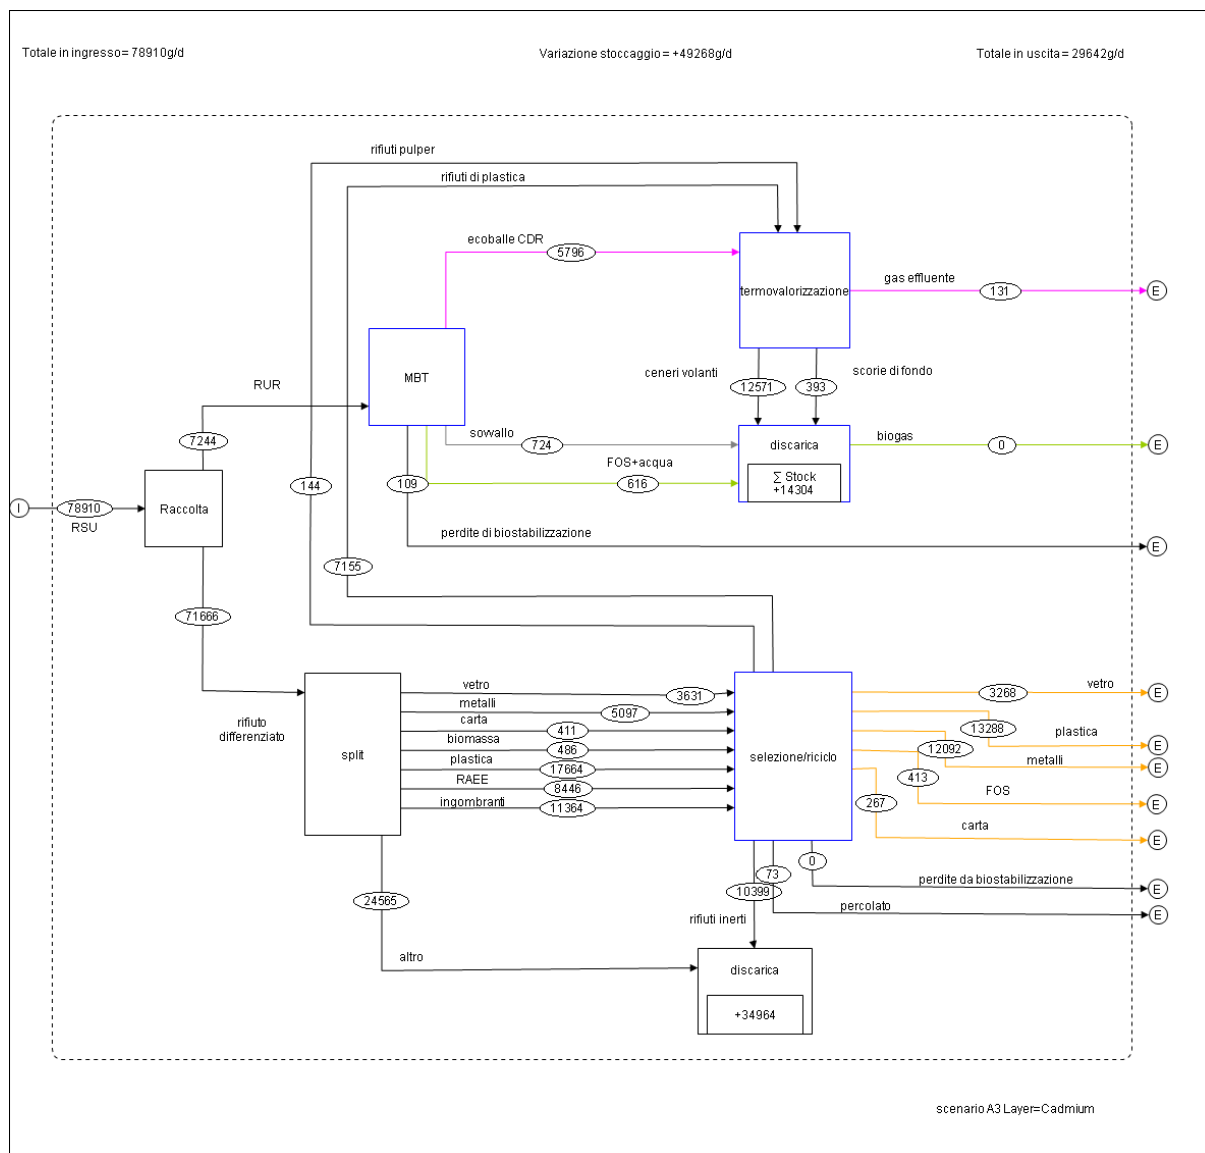 Totale in ingresso= 78910g/d
Variazione stoccaggio= +49268g/d
Totale in uscita= 29642g/d
rifiuti pulper
rifiuti di plastica
ecoballe CDR
5796
termovalorizzazione
gas effluente
131
E
MBT
RUR
7244
ceneri volanti
12571
393
scorie di fondo
sovvallo
724
FOS+acqua
616
109
144
discarica
∑ Stock
+14304
biogas
0
E
I
78910
RSU
Raccolta
perdite di biostabilizzazione
E
7155
71666
rifiuto
differenziato
split
vetro
3631
metalli
5097
carta
411
biomassa
486
plastica
17664
RAEE
8446
ingombranti
11364
selezione/riciclo
3268
vetro
E
13288
plastica
E
12092
metalli
E
413
FOS
E
267
carta
E
0
perdite da biostabilizzazione
E
73
percolato
E
10399
rifiuti inerti
24565
altro
discarica
+34964
scenario A3 Layer=Cadmium